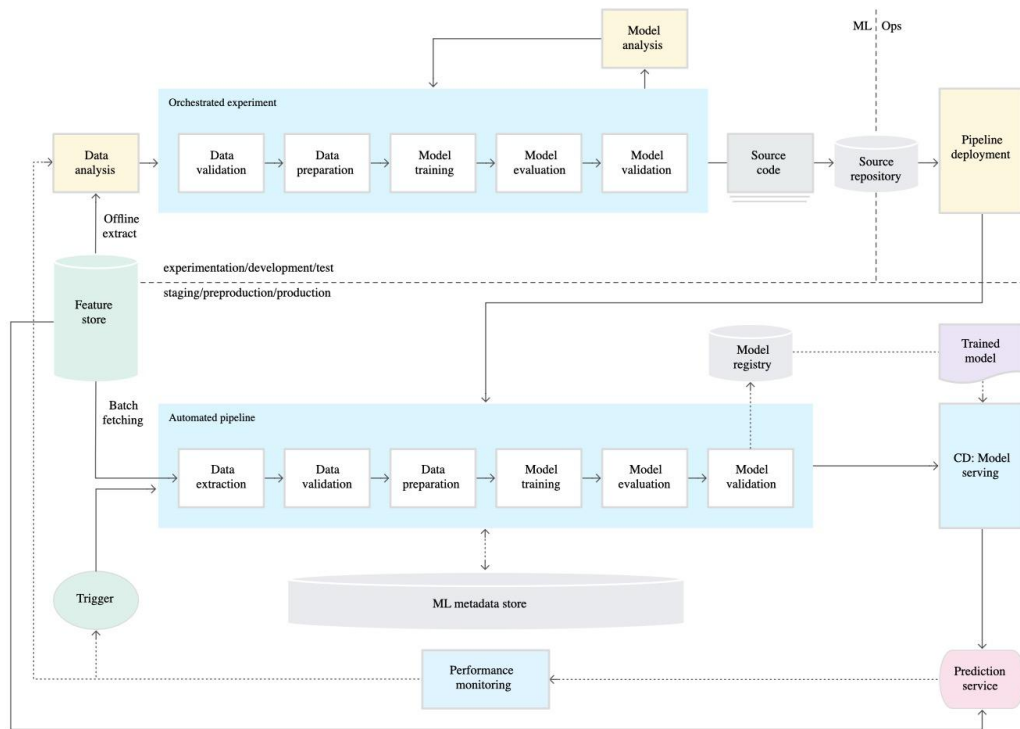 Model
analysis
ML
Ops
Orchestrated experiment
Data
analysis
Data
validation
Data
preparation
Model
training
Model
evaluation
Model
validation
Source
code
Source
repository
Pipeline
deployment
Offline
extract
experimentation/development/test
staging/preproduction/production
Feature
store
Model
registry
Trained
model
Batch
fetching
Automated pipeline
Data
extraction
Data
validation
Data
preparation
Model
training
Model
evaluation
Model
validation
CD: Model
serving
Trigger
ML metadata store
Performance
monitoring
Prediction
service